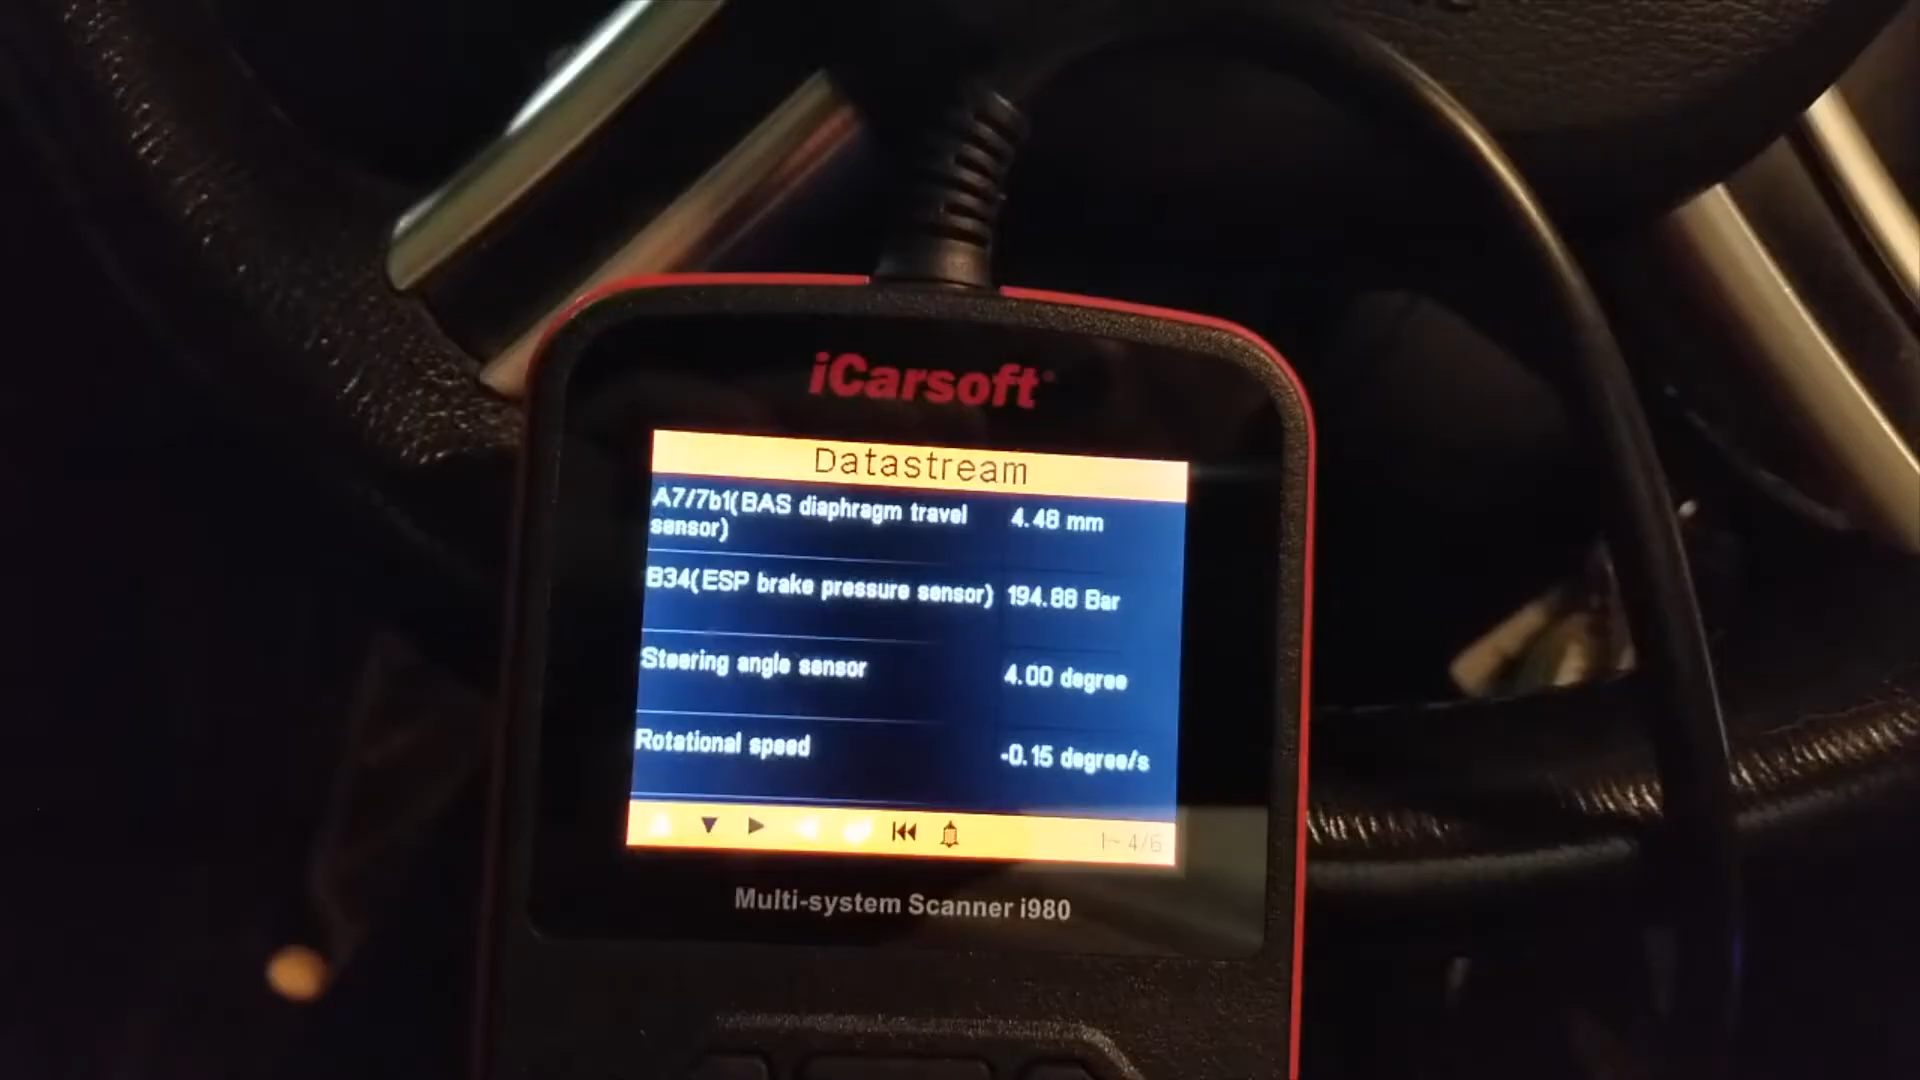 iCarsoft
Datastream
A7/7b1(BAS diaphragm travel
sensor)
4.48 mm
B34(ESP brake pressure sensor)
194.88 Bar
Steering angle sensor
4.00 degree
Rotational speed
-0.15 degree/s
1~ 4/6
Multi-system Scanner i980